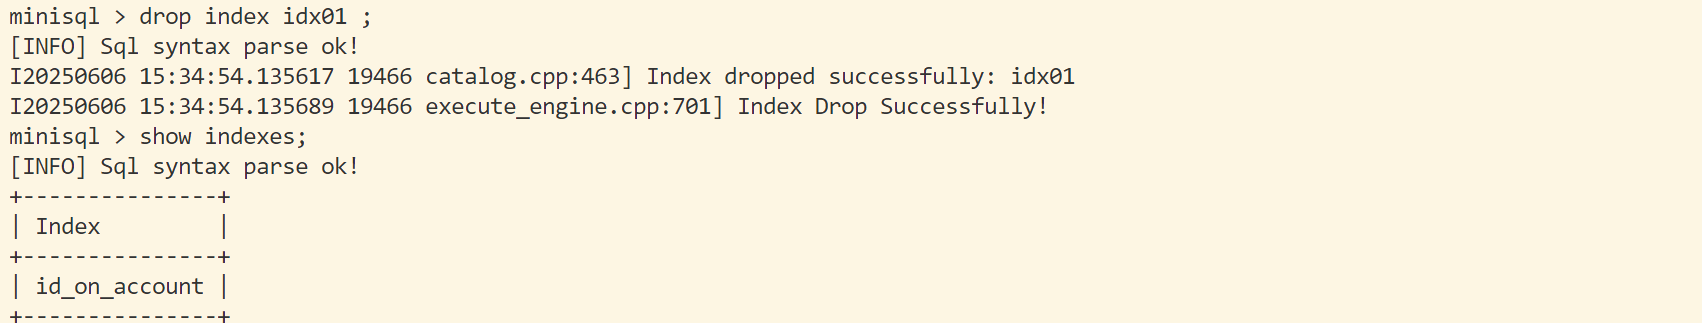 minisql > drop index idx01 ;
[INFO] Sql syntax parse ok!
I20250606 15:34:54.135617 19466 catalog.cpp:463] Index dropped successfully: idx01
I20250606 15:34:54.135689 19466 execute_engine.cpp:701] Index Drop Successfully!
minisql > show indexes;
[INFO] Sql syntax parse ok!
+---------------+
| Index         |
+---------------+
| id_on_account |
+---------------+